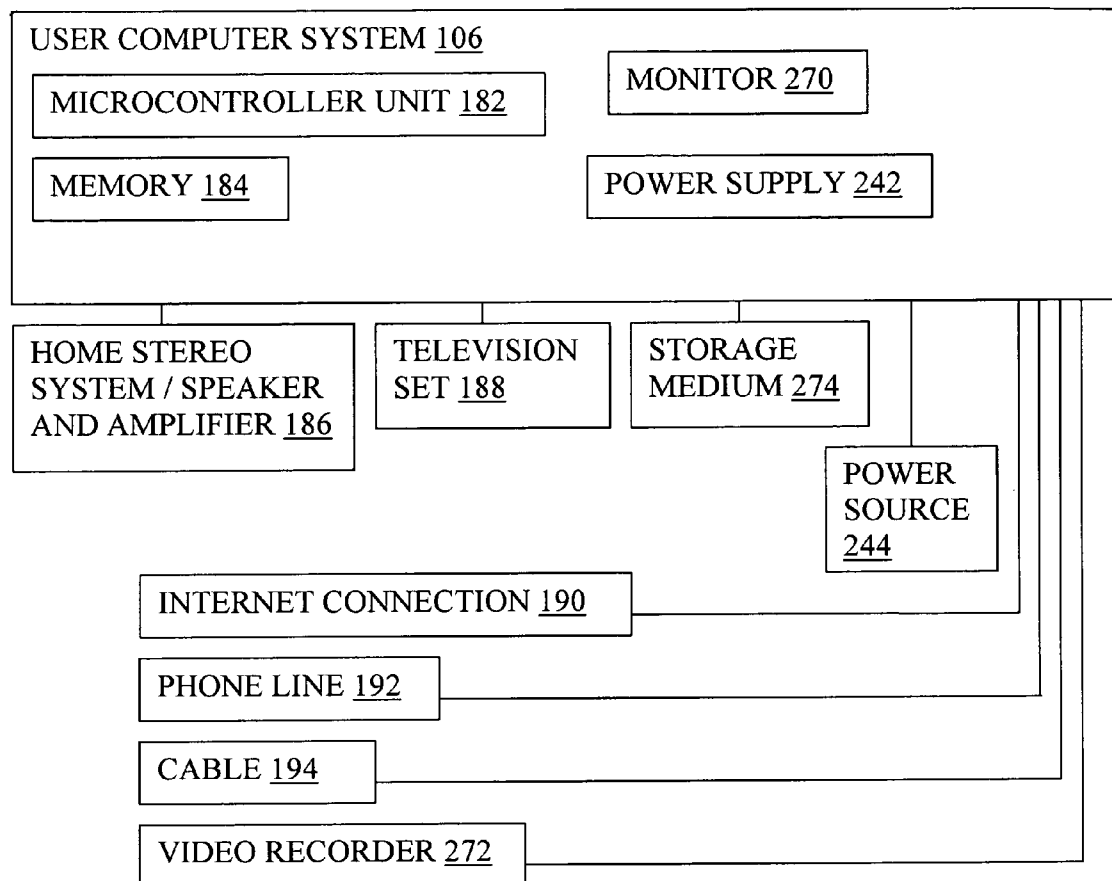 USER COMPUTER SYSTEM 106
MICROCONTROLLER UNIT 182
MONITOR 270
MEMORY 184
POWER SUPPLY 242
HOME STEREO
SYSTEM / SPEAKER
AND AMPLIFIER 186
TELEVISION
SET 188
STORAGE
MEDIUM 274
POWER
SOURCE
244
INTERNET CONNECTION 190
PHONE LINE 192
CABLE 194
VIDEO RECORDER 272